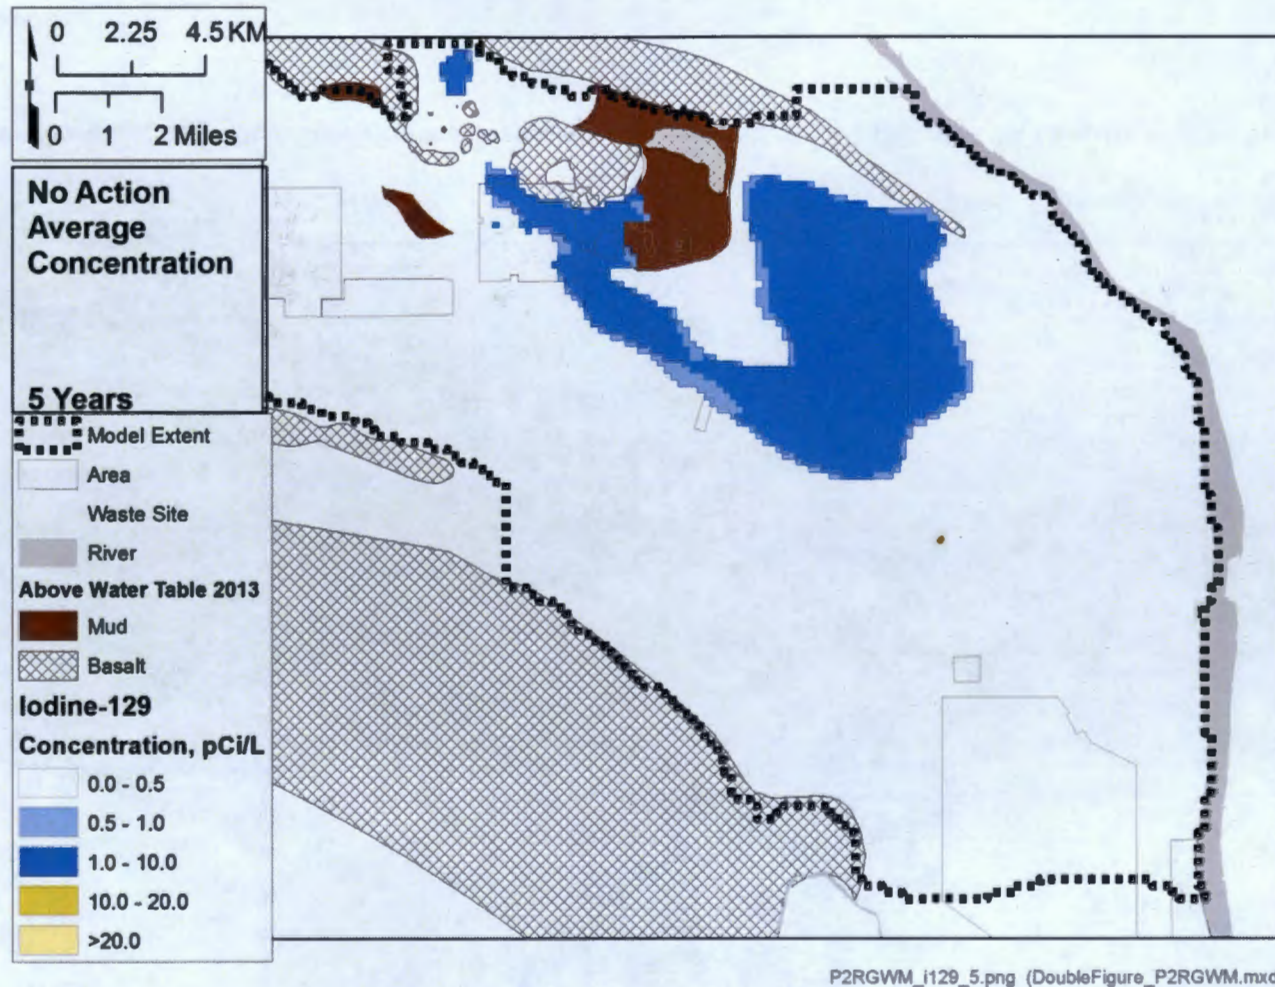 0 2.25 4.5 KM
0 1 2 Miles
No Action
Average
Concentration
5 Years
Model Extent
Area
Waste Site
River
Above Water Table 2013
Mud
Basalt
Iodine-129
Concentration, pCi/L
0.0 - 0.5
0.5 - 1.0
1.0 - 10.0
10.0 - 20.0
>20.0
P2RGWM_i129_5.png (DoubleFigure_P2RGWM.mxd